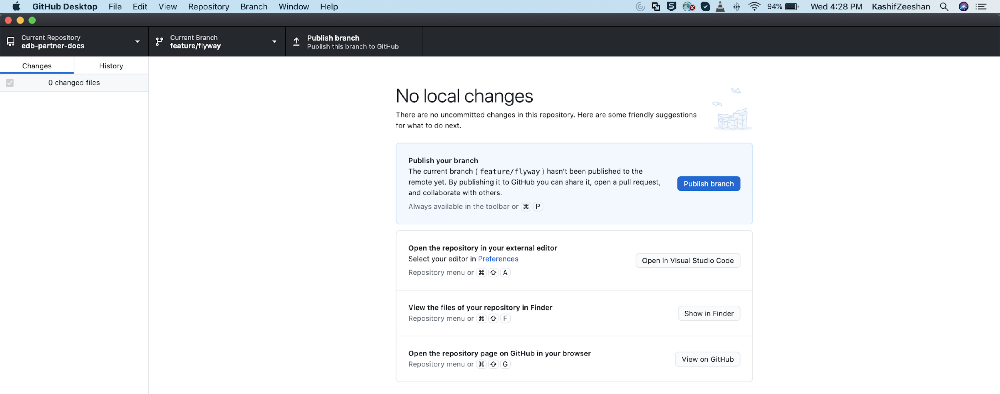 GitHub Desktop File Edit View Repository Branch Window Help 94% Wed 4:28 PM KashifZeeshan
Current Repository
edb-partner-docs
Current Branch
feature/flyway
Publish branch
Publish this branch to GitHub
Changes History
0 changed files
No local changes
There are no uncommitted changes in this repository. Here are some friendly suggestions
for what to do next.
Publish your branch
The current branch ( feature/flyway ) hasn't been published to the
remote yet. By publishing it to GitHub you can share it, open a pull request,
and collaborate with others.
Always available in the toolbar or ⌘ P
Publish branch
Open the repository in your external editor
Select your editor in Preferences
Repository menu or ⌘ ⇧ A
Open in Visual Studio Code
View the files of your repository in Finder
Repository menu or ⌘ ⇧ F
Show in Finder
Open the repository page on GitHub in your browser
Repository menu or ⌘ ⇧ G
View on GitHub